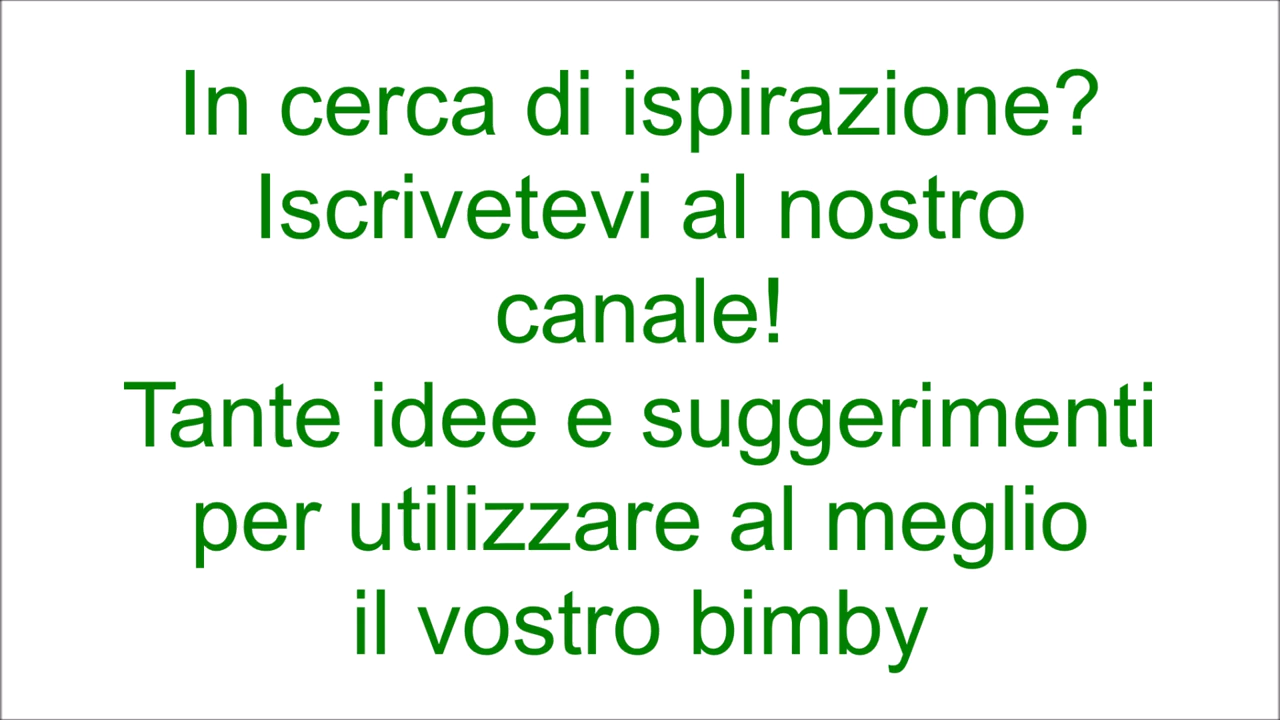 In cerca di ispirazione?
Iscrivetevi al nostro
canale!
Tante idee e suggerimenti
per utilizzare al meglio
il vostro bimby